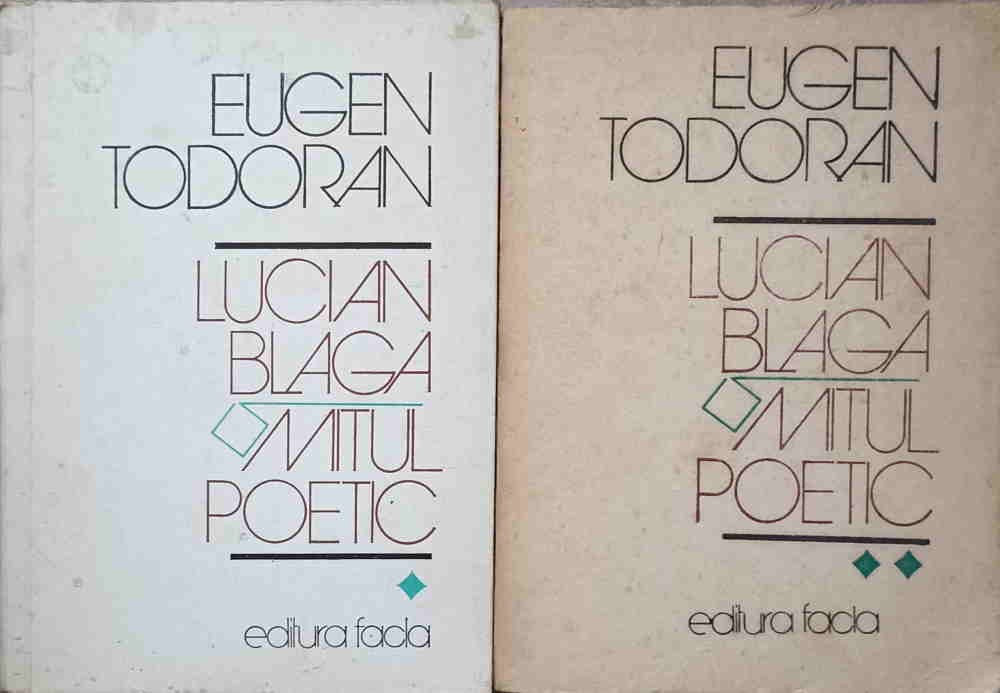 EUGEN
TODORAN
LUCIAN
BLAGA
MITUL
POETIC
editura facla
EUGEN
TODORAN
LUCIAN
BLAGA
MITUL
POETIC
editura facla